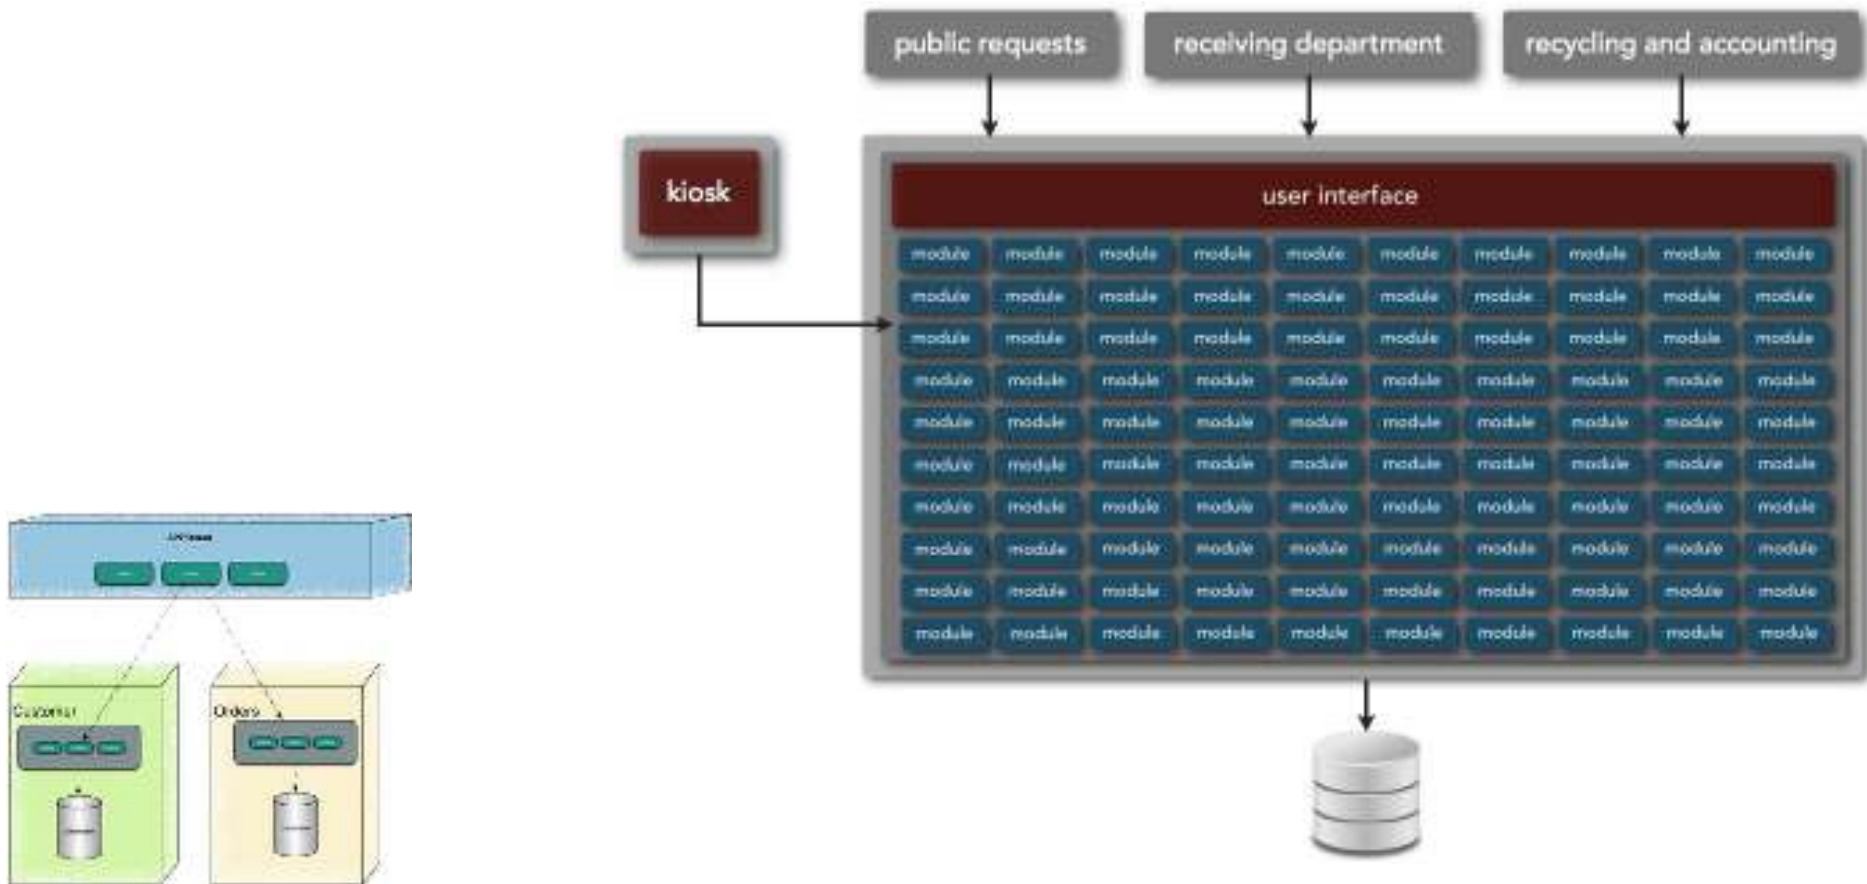 public requests
receiving department
recycling and accounting
kiosk
user interface
module module module module module module module module module module
module module module module module module module module module module
module module module module module module module module module module
module module module module module module module module module module
module module module module module module module module module module
module module module module module module module module module module
module module module module module module module module module module
module module module module module module module module module module
module module module module module module module module module module
module module module module module module module module module module
Customer
Orders